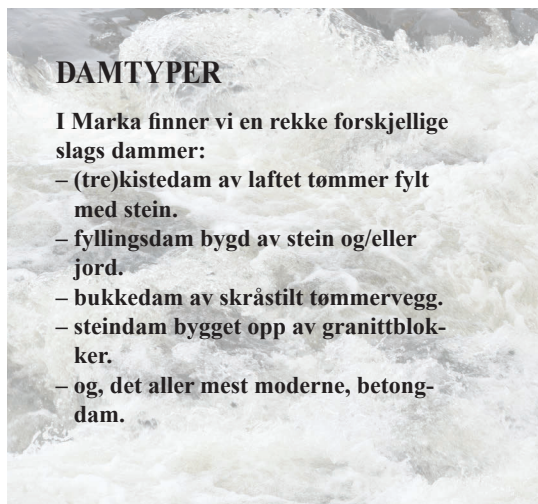 DAMTYPER
I Marka finner vi en rekke forskjellige
slags dammer:
– (tre)kistedam av laftet tømmer fylt
med stein.
– fyllingsdam bygd av stein og/eller
jord.
– bukkedam av skråstilt tømmervegg.
– steindam bygget opp av granittblok-
ker.
– og, det aller mest moderne, betong-
dam.